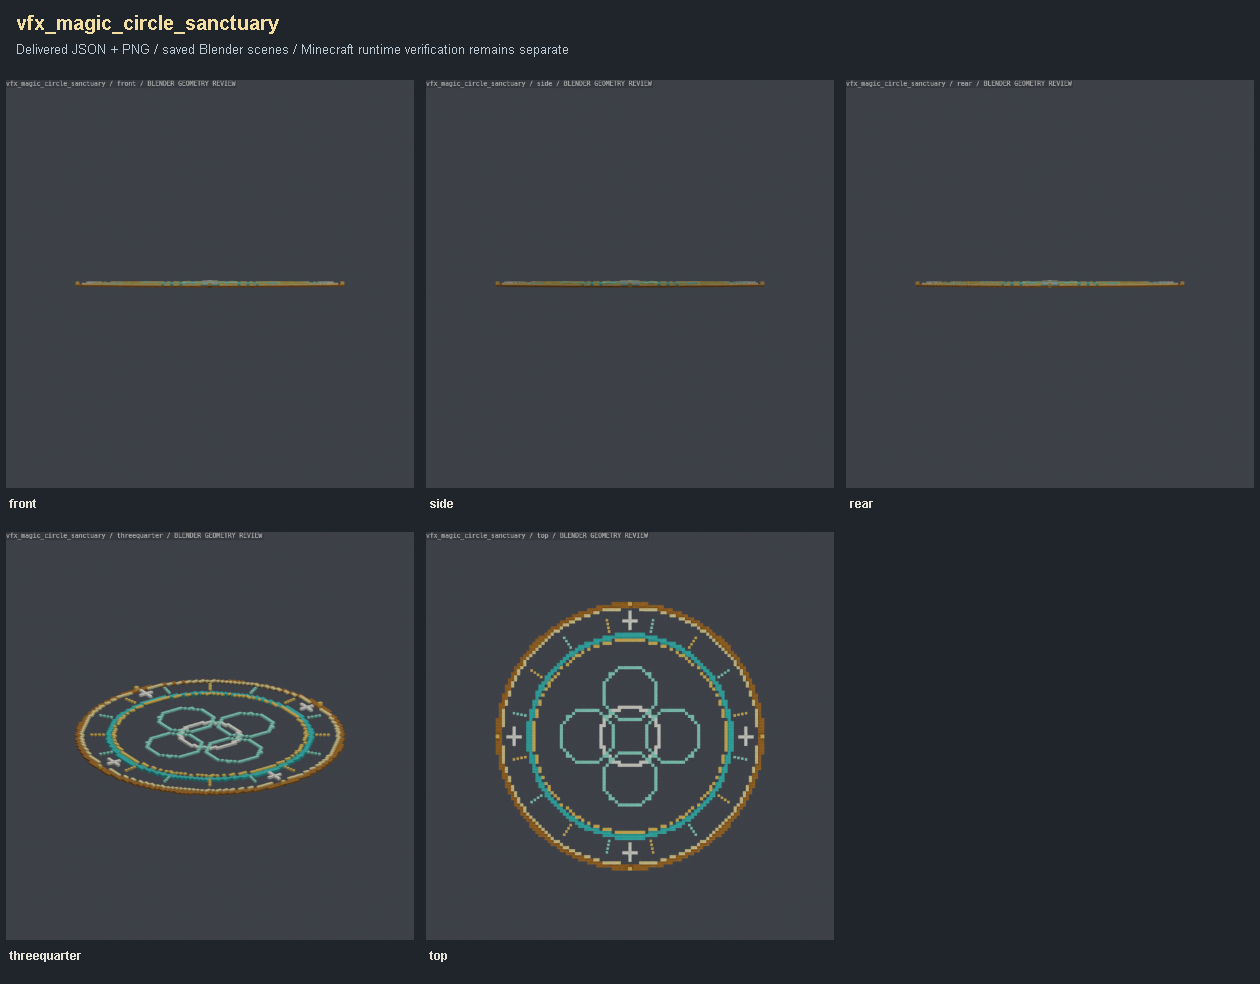 vfx_magic_circle_sanctuary
Delivered JSON + PNG / saved Blender scenes / Minecraft runtime verification remains separate
vfx_magic_circle_sanctuary / front / BLENDER GEOMETRY REVIEW
vfx_magic_circle_sanctuary / side / BLENDER GEOMETRY REVIEW
vfx_magic_circle_sanctuary / rear / BLENDER GEOMETRY REVIEW
front
side
rear
vfx_magic_circle_sanctuary / threequarter / BLENDER GEOMETRY REVIEW
vfx_magic_circle_sanctuary / top / BLENDER GEOMETRY REVIEW
threequarter
top